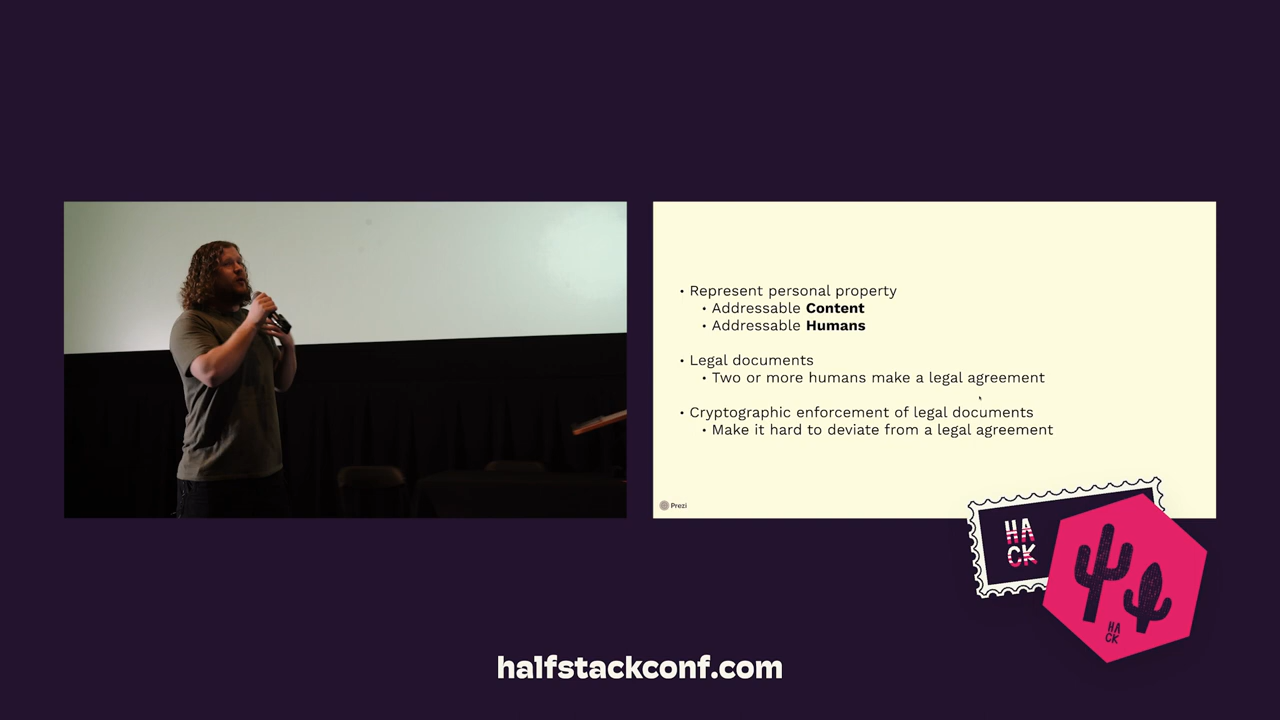 • Represent personal property
• Addressable Content
• Addressable Humans
• Legal documents
• Two or more humans make a legal agreement
• Cryptographic enforcement of legal documents
• Make it hard to deviate from a legal agreement
Prezi
HA
CK
HA
CK
halfstackconf.com